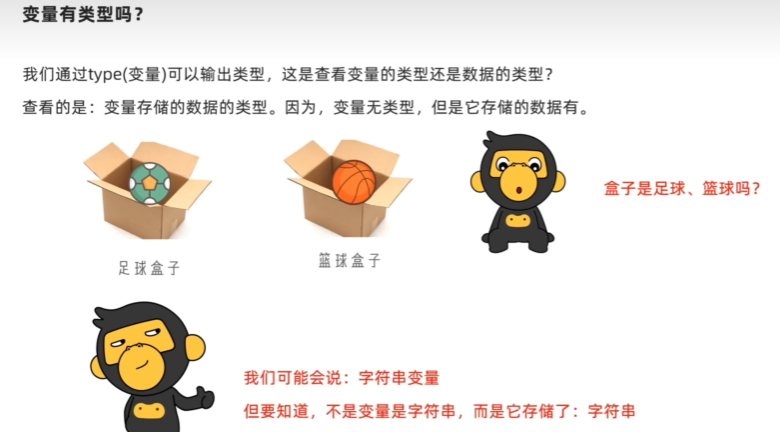 变量有类型吗？
我们通过type(变量)可以输出类型，这是查看变量的类型还是数据的类型？
查看的是：变量存储的数据的类型。因为，变量无类型，但是它存储的数据有。
盒子是足球、篮球吗？
足球盒子
篮球盒子
我们可能会说：字符串变量
但要知道，不是变量是字符串，而是它存储了：字符串